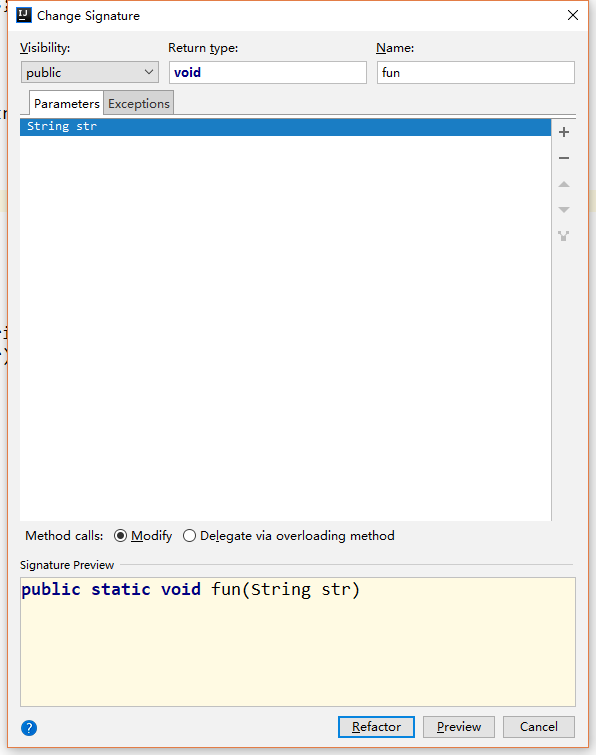 IJ Change Signature
Visibility: Return type: Name:
public void fun
Parameters Exceptions
String str
Method calls: Modify Delegate via overloading method
Signature Preview
public static void fun(String str)
? Refactor Preview Cancel